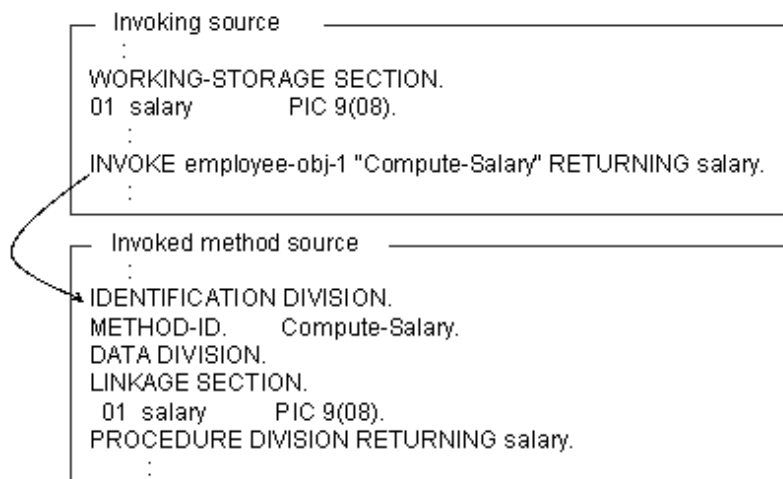 Invoking source
:
WORKING-STORAGE SECTION.
01 salary PIC 9(08).
:
INVOKE employee-obj-1 "Compute-Salary" RETURNING salary.
:
Invoked method source
:
IDENTIFICATION DIVISION.
METHOD-ID. Compute-Salary.
DATA DIVISION.
LINKAGE SECTION.
01 salary PIC 9(08).
PROCEDURE DIVISION RETURNING salary.
: